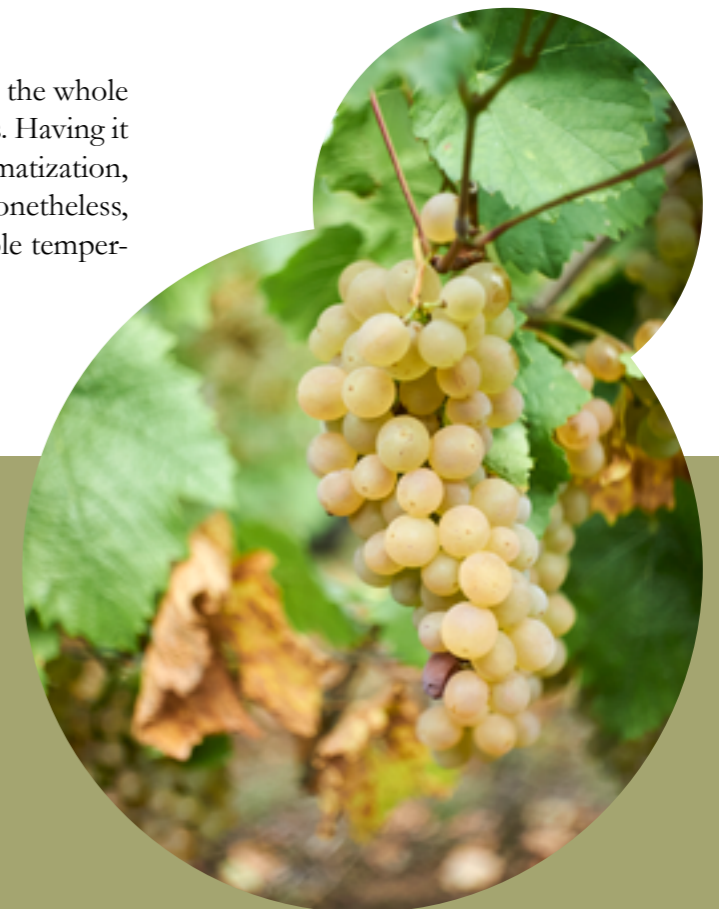 the whole
. Having it
matization,
onetheless,
le temper-